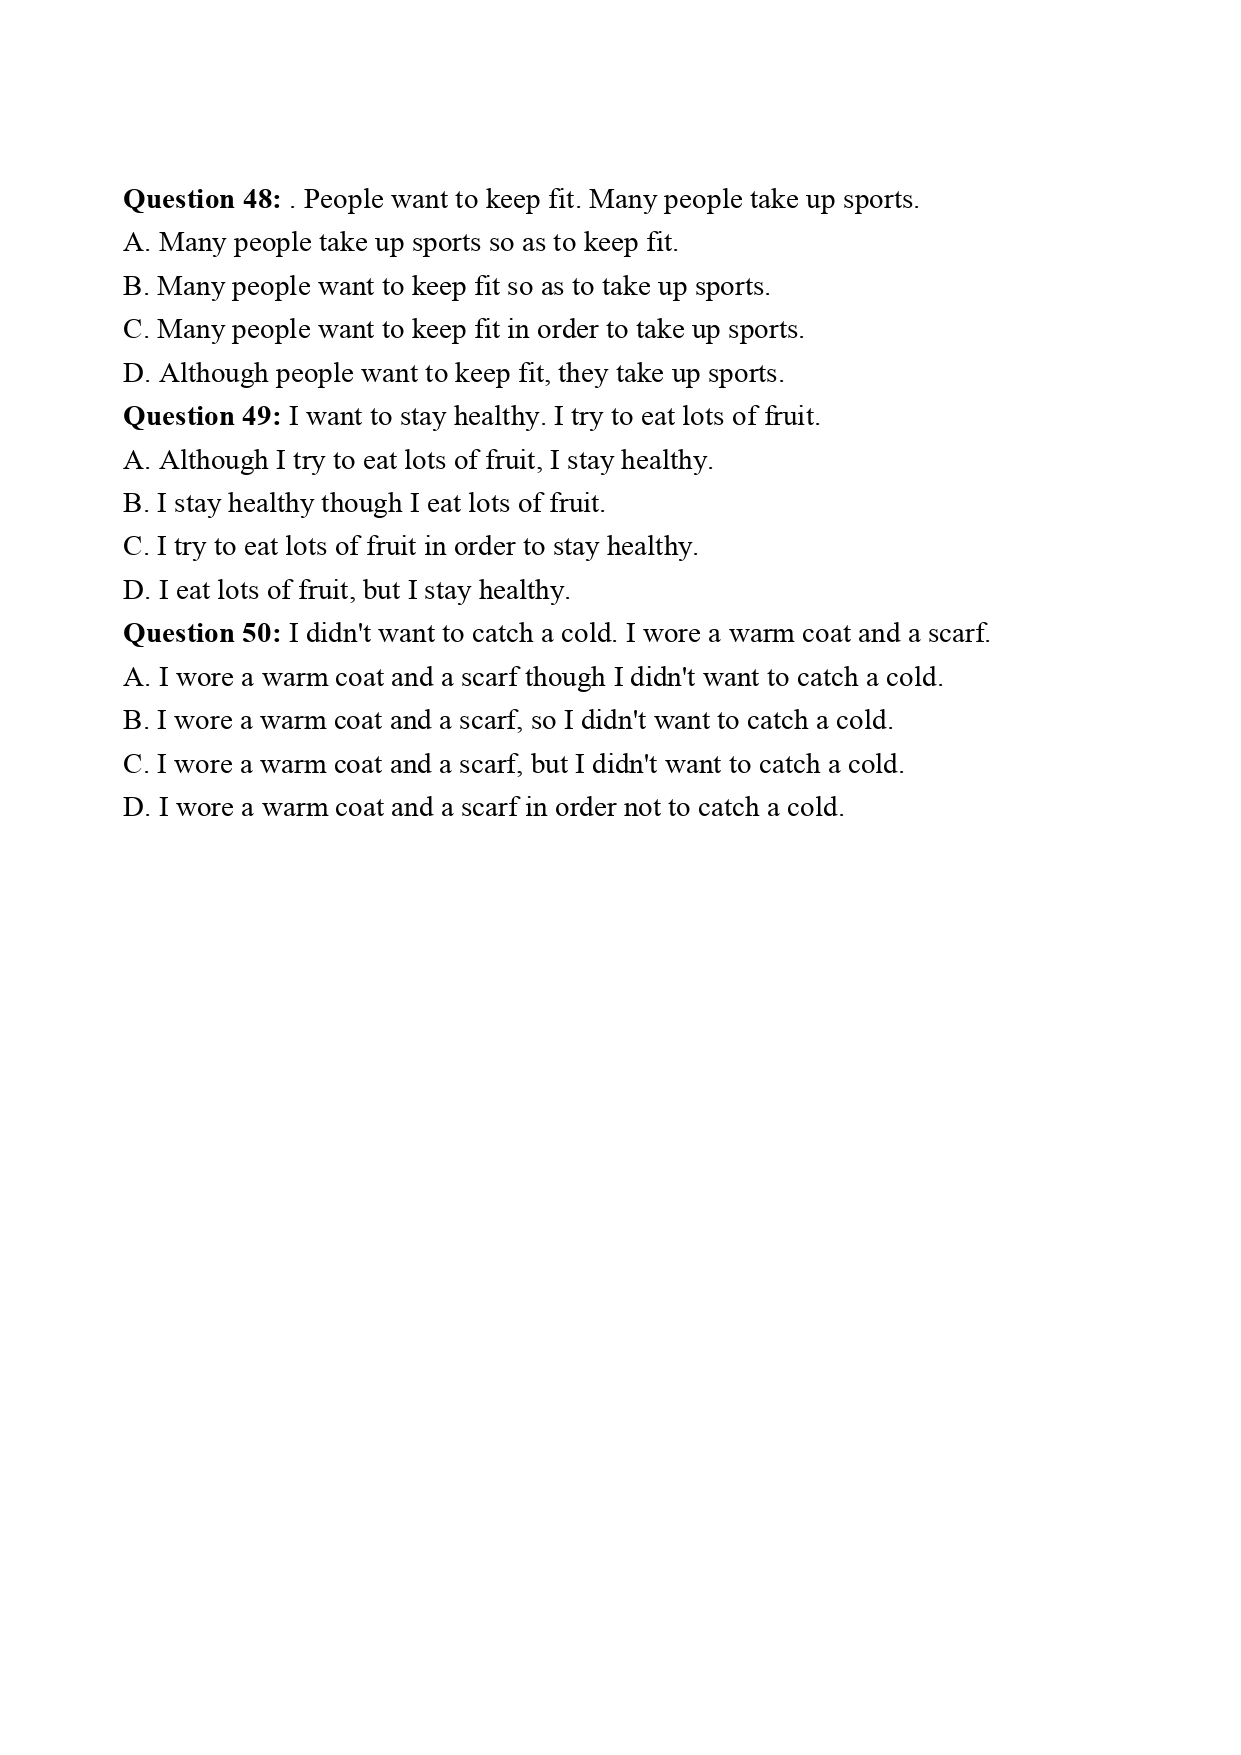 Question 48: . People want to keep fit. Many people take up sports.
A. Many people take up sports so as to keep fit.
B. Many people want to keep fit so as to take up sports.
C. Many people want to keep fit in order to take up sports.
D. Although people want to keep fit, they take up sports.
Question 49: I want to stay healthy. I try to eat lots of fruit.
A. Although I try to eat lots of fruit, I stay healthy.
B. I stay healthy though I eat lots of fruit.
C. I try to eat lots of fruit in order to stay healthy.
D. I eat lots of fruit, but I stay healthy.
Question 50: I didn't want to catch a cold. I wore a warm coat and a scarf.
A. I wore a warm coat and a scarf though I didn't want to catch a cold.
B. I wore a warm coat and a scarf, so I didn't want to catch a cold.
C. I wore a warm coat and a scarf, but I didn't want to catch a cold.
D. I wore a warm coat and a scarf in order not to catch a cold.